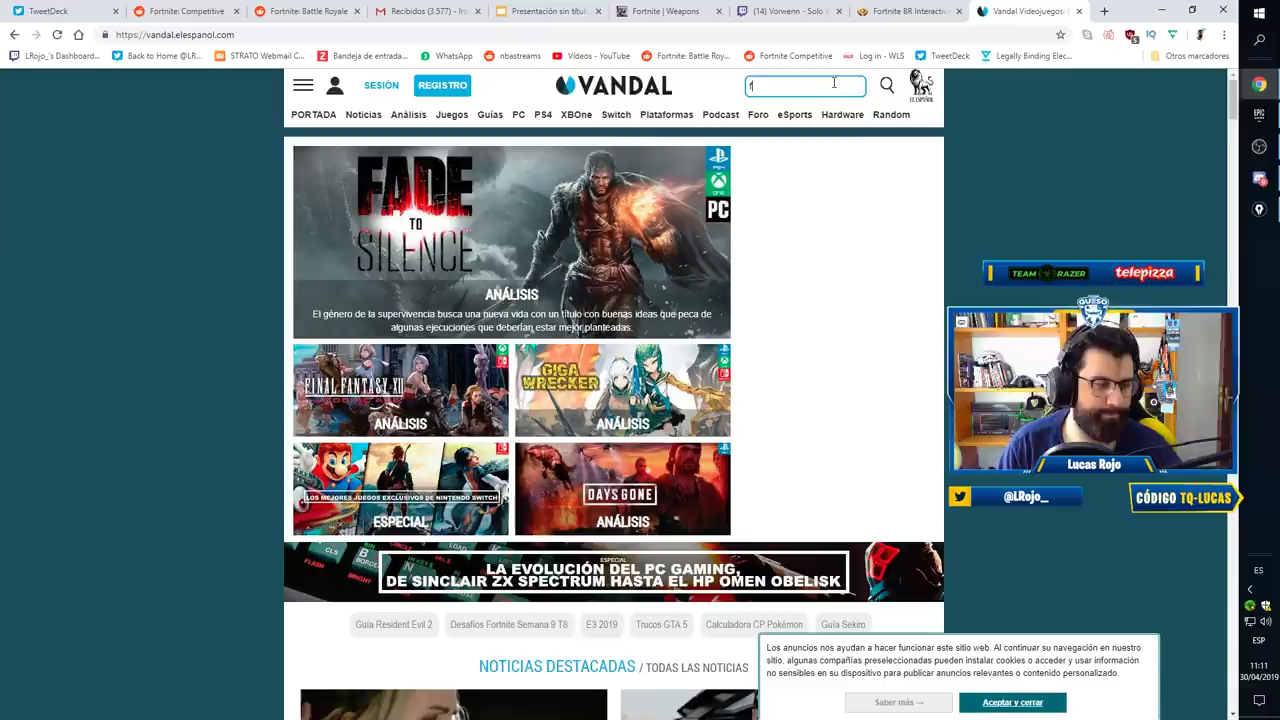 TweetDeck
Fortnite: Competitive
Fortnite: Battle Royale
Recibidos (3.577) - Iro
Presentación sin título
Fortnite | Weapons
(14) Vorwenn - Solo V
Fortnite BR Interactiv
Vandal Videojuegos
https://vandal.elespanol.com
LRojo_'s Dashboard...
Back to Home @LR...
STRATO Webmail C...
Bandeja de entrada...
WhatsApp
nbastreams
Vídeos - YouTube
Fortnite: Battle Roy...
Fortnite Competitive
Log in - WLS
TweetDeck
Legally Binding Elec...
Otros marcadores
SESIÓN
REGISTRO
VANDAL
f
EL ESPAÑOL
PORTADA Noticias Análisis Juegos Guías PC PS4 XBOne Switch Plataformas Podcast Foro eSports Hardware Random
FADE
TO
SILENCE
PC
ANÁLISIS
El género de la supervivencia busca una nueva vida con un título con buenas ideas que peca de
algunas ejecuciones que deberían estar mejor planteadas.
FINAL FANTASY XII
ANÁLISIS
GIGA
WRECKER
ANÁLISIS
LOS MEJORES JUEGOS EXCLUSIVOS DE NINTENDO SWITCH
ESPECIAL
DAYS GONE
ANÁLISIS
ESPECIAL
LA EVOLUCIÓN DEL PC GAMING,
DE SINCLAIR ZX SPECTRUM HASTA EL HP OMEN OBELISK
Guía Resident Evil 2
Desafíos Fortnite Semana 9 T8
E3 2019
Trucos GTA 5
Calculadora CP Pokémon
Guía Sekiro
NOTICIAS DESTACADAS / TODAS LAS NOTICIAS
Los anuncios nos ayudan a hacer funcionar este sitio web. Al continuar su navegación en nuestro
sitio, algunas compañías preseleccionadas pueden instalar cookies o acceder y usar información
no sensibles en su dispositivo para publicar anuncios relevantes o contenido personalizado.
Saber más →
Aceptar y cerrar
TEAM RAZER
telepizza
QUESO
Lucas Rojo
@LRojo_
CÓDIGO TQ-LUCAS
ES
ESP
11:11
30/04/2019